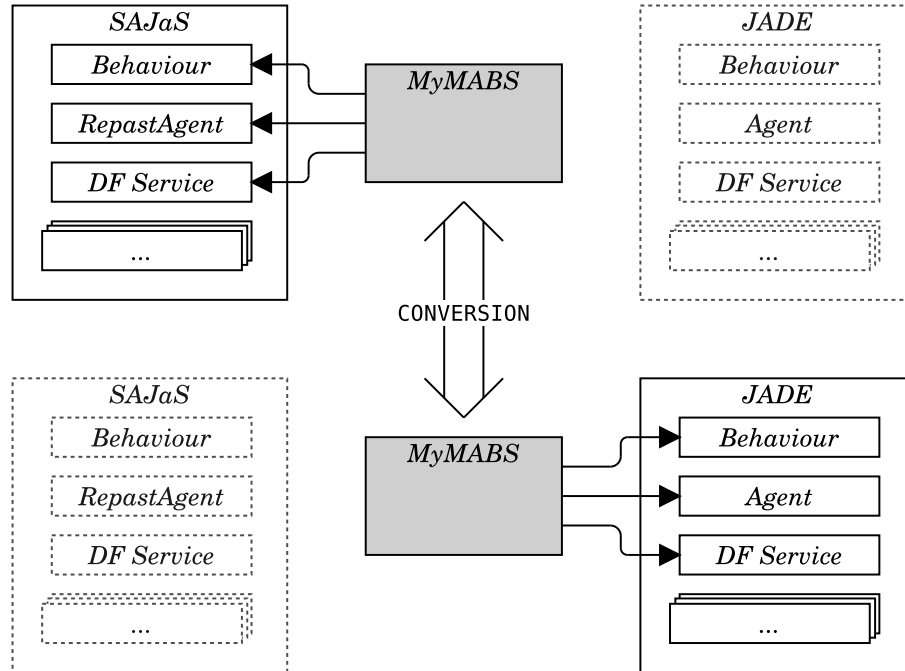 SAJaS
Behaviour
RepastAgent
DF Service
...
MyMABS
JADE
Behaviour
Agent
DF Service
...
CONVERSION
SAJaS
Behaviour
RepastAgent
DF Service
...
MyMABS
JADE
Behaviour
Agent
DF Service
...